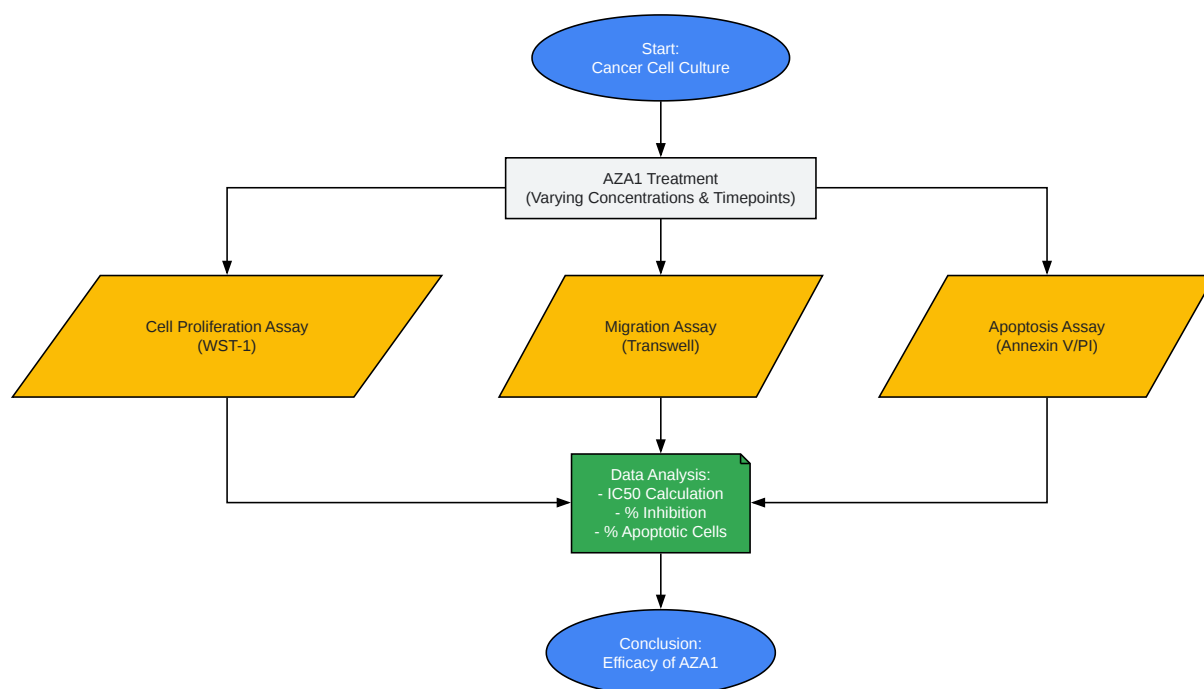 Start:
Cancer Cell Culture
AZA1 Treatment
(Varying Concentrations & Timepoints)
Cell Proliferation Assay
(WST-1)
Migration Assay
(Transwell)
Apoptosis Assay
(Annexin V/PI)
Data Analysis:
- IC50 Calculation
- % Inhibition
- % Apoptotic Cells
Conclusion:
Efficacy of AZA1